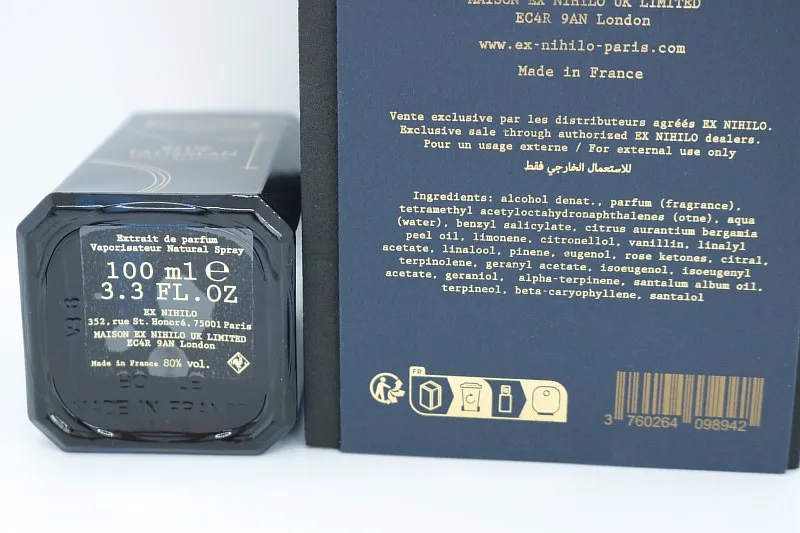 BLUE
TALISMAN
Extrait de parfum
Vaporisateur Natural Spray
100 ml ℮
3.3 FL.OZ
EX NIHILO
352, rue St. Honoré, 75001 Paris
MAISON EX NIHILO UK LIMITED
EC4R 9AN London
Made in France 80% vol.
MADE IN FRANCE
MAISON EX NIHILO UK LIMITED
EC4R 9AN London
www.ex-nihilo-paris.com
Made in France
Vente exclusive par les distributeurs agréés EX NIHILO.
Exclusive sale through authorized EX NIHILO dealers.
Pour un usage externe / For external use only
للاستعمال الخارجي فقط
Ingredients: alcohol denat., parfum (fragrance),
tetramethyl acetyloctahydronaphthalenes (otne), aqua
(water), benzyl salicylate, citrus aurantium bergamia
peel oil, limonene, citronellol, vanillin, linalyl
acetate, linalool, pinene, eugenol, rose ketones, citral,
terpinolene, geranyl acetate, isoeugenol, isoeugenyl
acetate, geraniol, alpha-terpinene, santalum album oil,
terpineol, beta-caryophyllene, santalol
FR
3 760264 098942